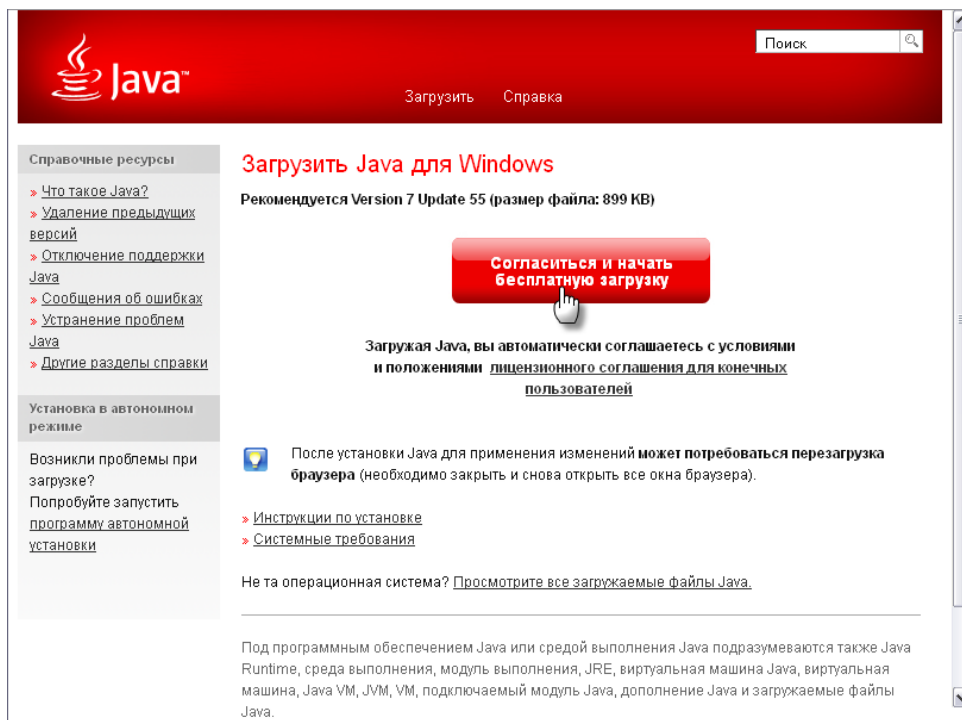 Java™
Поиск
Загрузить Справка
Справочные ресурсы
» Что такое Java?
» Удаление предыдущих
версий
» Отключение поддержки
Java
» Сообщения об ошибках
» Устранение проблем
Java
» Другие разделы справки
Установка в автономном
режиме
Возникли проблемы при
загрузке?
Попробуйте запустить
программу автономной
установки
Загрузить Java для Windows
Рекомендуется Version 7 Update 55 (размер файла: 899 KB)
Согласиться и начать
бесплатную загрузку
Загружая Java, вы автоматически соглашаетесь с условиями
и положениями лицензионного соглашения для конечных
пользователей
После установки Java для применения изменений может потребоваться перезагрузка
браузера (необходимо закрыть и снова открыть все окна браузера).
» Инструкции по установке
» Системные требования
Не та операционная система? Просмотрите все загружаемые файлы Java.
Под программным обеспечением Java или средой выполнения Java подразумеваются также Java
Runtime, среда выполнения, модуль выполнения, JRE, виртуальная машина Java, виртуальная
машина, Java VM, JVM, VM, подключаемый модуль Java, дополнение Java и загружаемые файлы
Java.